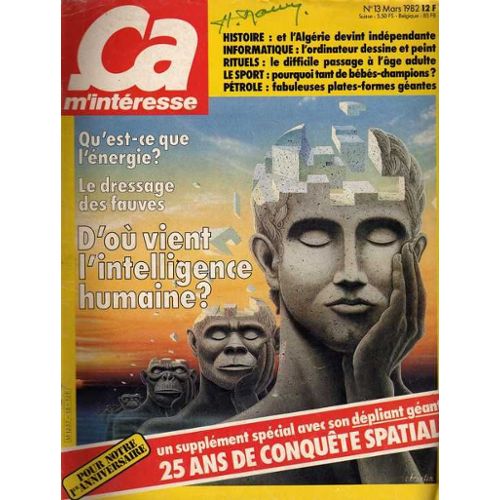 N° 13 Mars 1982 12 F
Suisse : 5,50 FS - Belgique : 85 FB
ça
m'intéresse
HISTOIRE : et l'Algérie devint indépendante
INFORMATIQUE : l'ordinateur dessine et peint
RITUELS : le difficile passage à l'âge adulte
LE SPORT : pourquoi tant de bébés-champions ?
PÉTROLE : fabuleuses plates-formes géantes
Qu'est-ce que
l'énergie?
Le dressage
des fauves
D'où vient
l'intelligence
humaine?
POUR NOTRE
1er ANNIVERSAIRE
un supplément spécial avec son dépliant géant
25 ANS DE CONQUÊTE SPATIAL